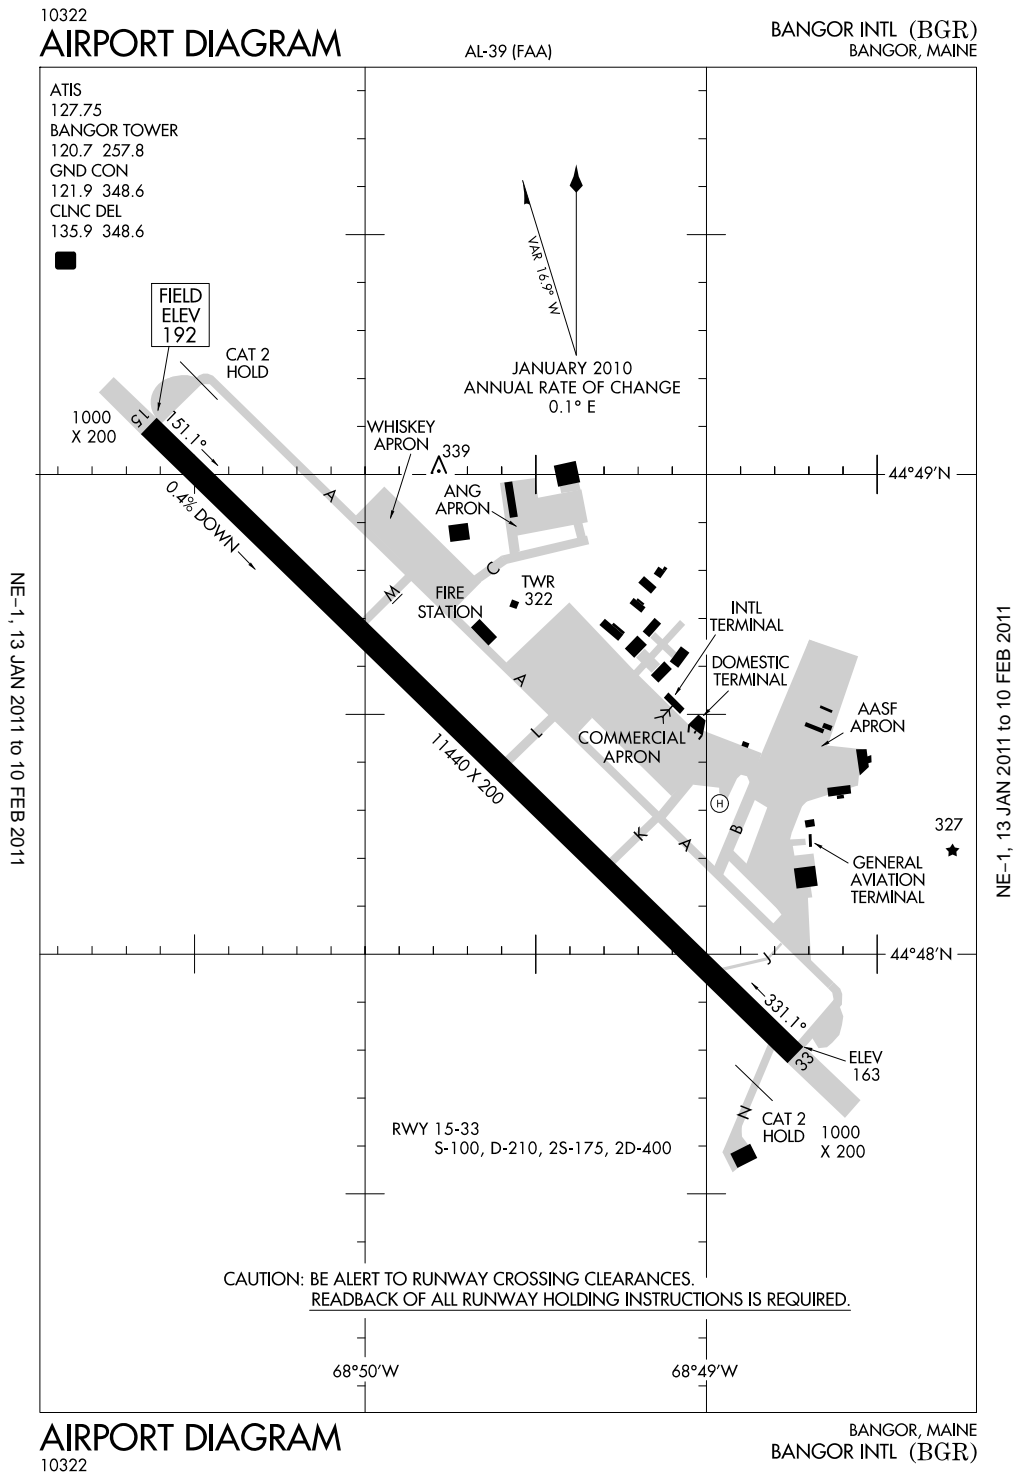 10322
AIRPORT DIAGRAM
AL-39 (FAA)
BANGOR INTL (BGR)
BANGOR, MAINE
ATIS
127.75
BANGOR TOWER
120.7 257.8
GND CON
121.9 348.6
CLNC DEL
135.9 348.6
VAR 16.9° W
JANUARY 2010
ANNUAL RATE OF CHANGE
0.1° E
FIELD
ELEV
192
CAT 2
HOLD
1000
X 200
15
151.1°
0.4% DOWN
A
WHISKEY
APRON
339
ANG
APRON
44°49'N
C
M
FIRE
STATION
TWR
322
INTL
TERMINAL
DOMESTIC
TERMINAL
A
L
COMMERCIAL
APRON
AASF
APRON
11440 X 200
H
K
A
B
327
GENERAL
AVIATION
TERMINAL
J
44°48'N
331.1°
33
ELEV
163
N
CAT 2
HOLD
1000
X 200
RWY 15-33
S-100, D-210, 2S-175, 2D-400
CAUTION: BE ALERT TO RUNWAY CROSSING CLEARANCES.
READBACK OF ALL RUNWAY HOLDING INSTRUCTIONS IS REQUIRED.
68°50'W
68°49'W
NE-1, 13 JAN 2011 to 10 FEB 2011
NE-1, 13 JAN 2011 to 10 FEB 2011
AIRPORT DIAGRAM
10322
BANGOR, MAINE
BANGOR INTL (BGR)